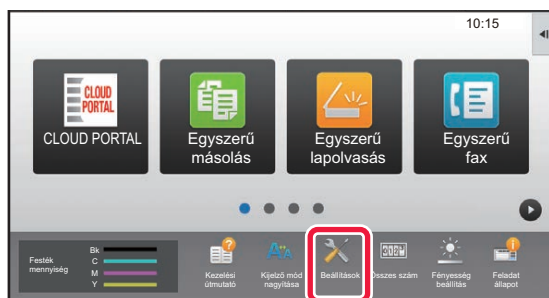 10:15
CLOUD
PORTAL
CLOUD PORTAL
Egyszerű
másolás
Egyszerű
lapolvasás
Egyszerű
fax
Festék
mennyiség
Bk
C
M
Y
Kezelési
útmutató
Kijelző mód
nagyítása
Beállítások
Összes szám
Fényesség
beállítás
Feladat
állapot